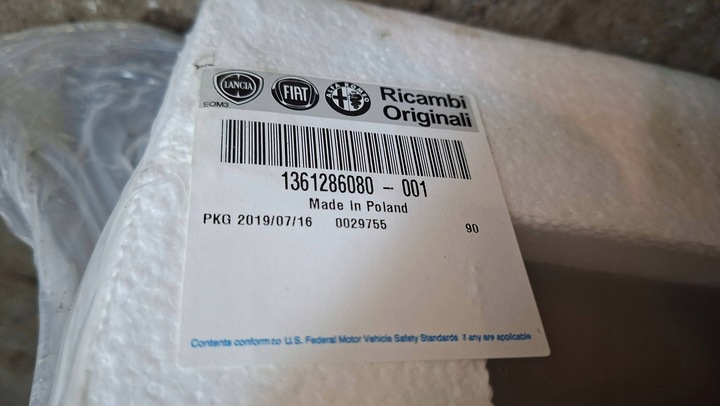 LANCIA FIAT ALFA ROMEO Ricambi
EOM3 Originali
1361286080 - 001
Made in Poland
PKG 2019/07/16 0029755 90
Contents conform to U.S. Federal Motor Vehicle Safety Standards if any are applicable